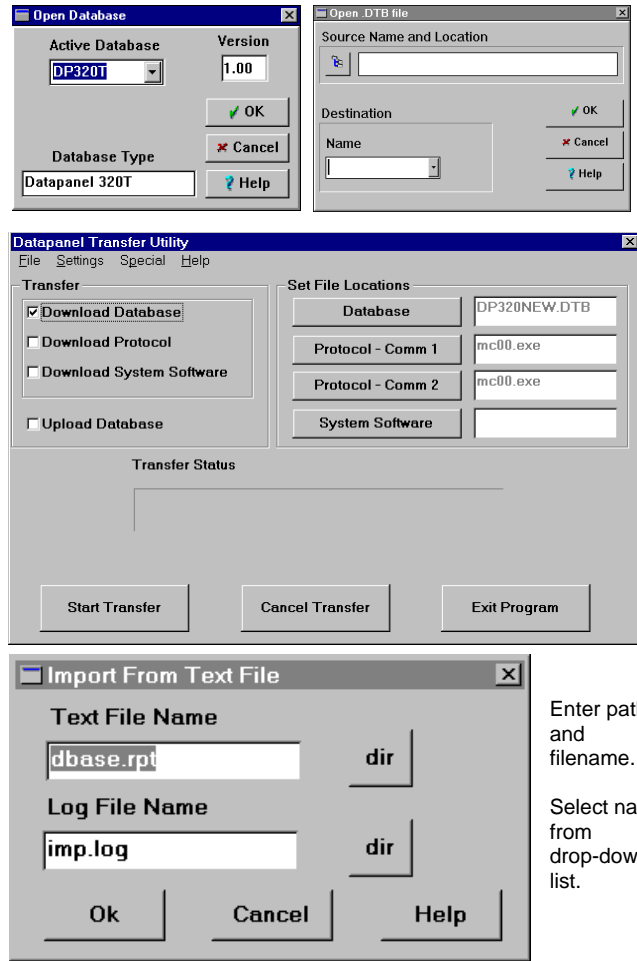 Open Database
Active Database
Version
DP320T
1.00
OK
Cancel
Database Type
Datapanel 320T
Help
Open .DTB file
Source Name and Location
Destination
Name
OK
Cancel
Help
Datapanel Transfer Utility
File Settings Special Help
Transfer
Download Database
Download Protocol
Download System Software
Upload Database
Set File Locations
Database
DP320NEW.DTB
Protocol - Comm 1
mc00.exe
Protocol - Comm 2
mc00.exe
System Software
Transfer Status
Start Transfer
Cancel Transfer
Exit Program
Import From Text File
Text File Name
dbase.rpt
dir
Log File Name
imp.log
dir
Ok
Cancel
Help
Enter
and
filename.
Select
from
list.